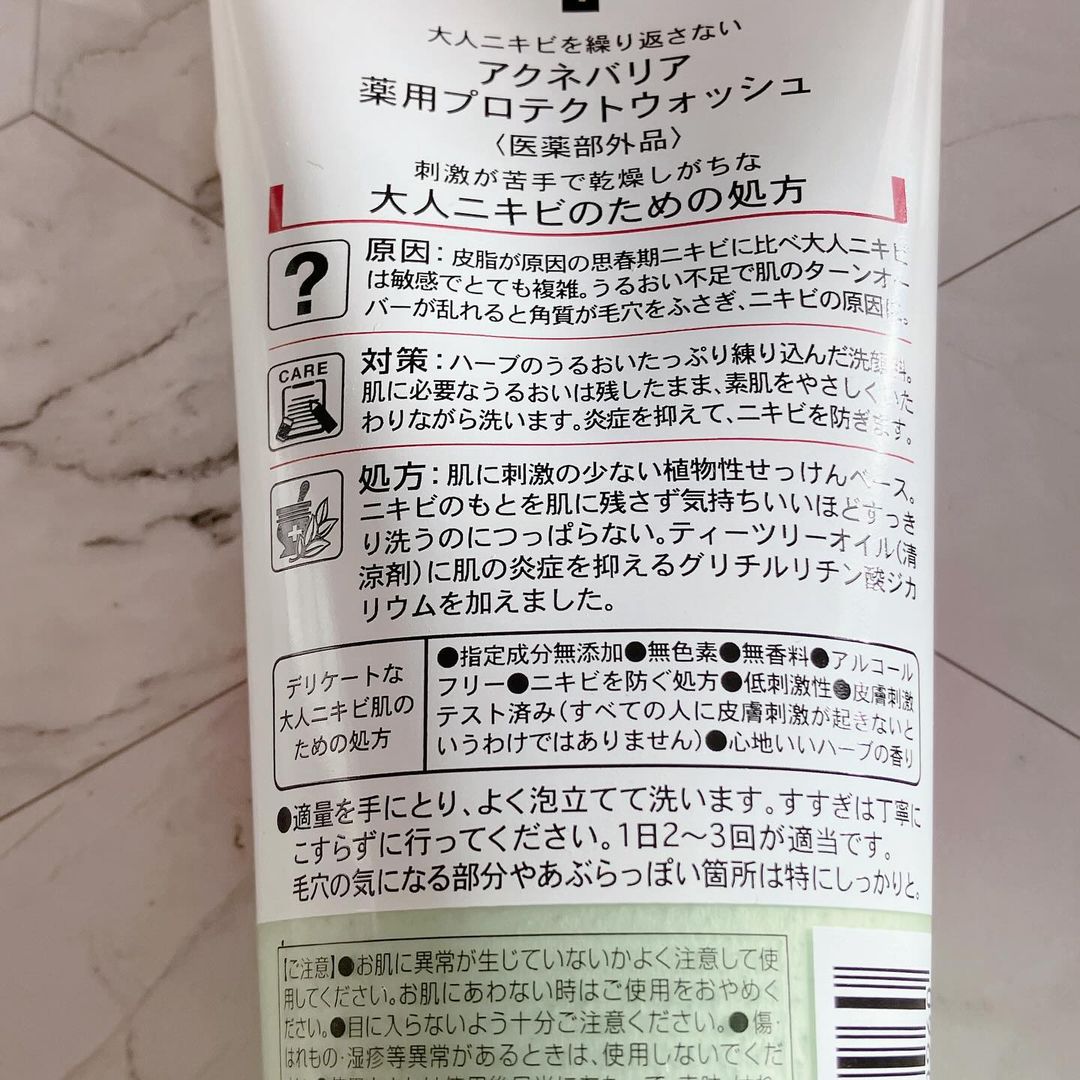 大人ニキビを繰り返さない
アクネバリア
薬用プロテクトウォッシュ
〈医薬部外品〉
刺激が苦手で乾燥しがちな
大人ニキビのための処方
?
原因：皮脂が原因の思春期ニキビに比べ大人ニキビ
は敏感でとても複雑。うるおい不足で肌のターンオー
バーが乱れると角質が毛穴をふさぎ、ニキビの原因に。
CARE
対策：ハーブのうるおいたっぷり練り込んだ洗顔料。
肌に必要なうるおいは残したまま、素肌をやさしくいた
わりながら洗います。炎症を抑えて、ニキビを防ぎます。
処方：肌に刺激の少ない植物性せっけんベース。
ニキビのもとを肌に残さず気持ちいいほどすっき
り洗うのにつっぱらない。ティーツリーオイル（清
涼剤）に肌の炎症を抑えるグリチルリチン酸ジカ
リウムを加えました。
デリケートな
大人ニキビ肌の
ための処方
●指定成分無添加●無色素●無香料●アルコール
フリー●ニキビを防ぐ処方●低刺激性●皮膚刺激
テスト済み（すべての人に皮膚刺激が起きないと
いうわけではありません）●心地いいハーブの香り
●適量を手にとり、よく泡立てて洗います。すすぎは丁寧に
こすらずに行ってください。1日2～3回が適当です。
毛穴の気になる部分やあぶらっぽい箇所は特にしっかりと。
【ご注意】●お肌に異常が生じていないかよく注意して使
用してください。お肌にあわない時はご使用をおやめく
ださい。●目に入らないよう十分ご注意ください。●傷・
はれもの・湿疹等異常があるときは、使用しないでくだ